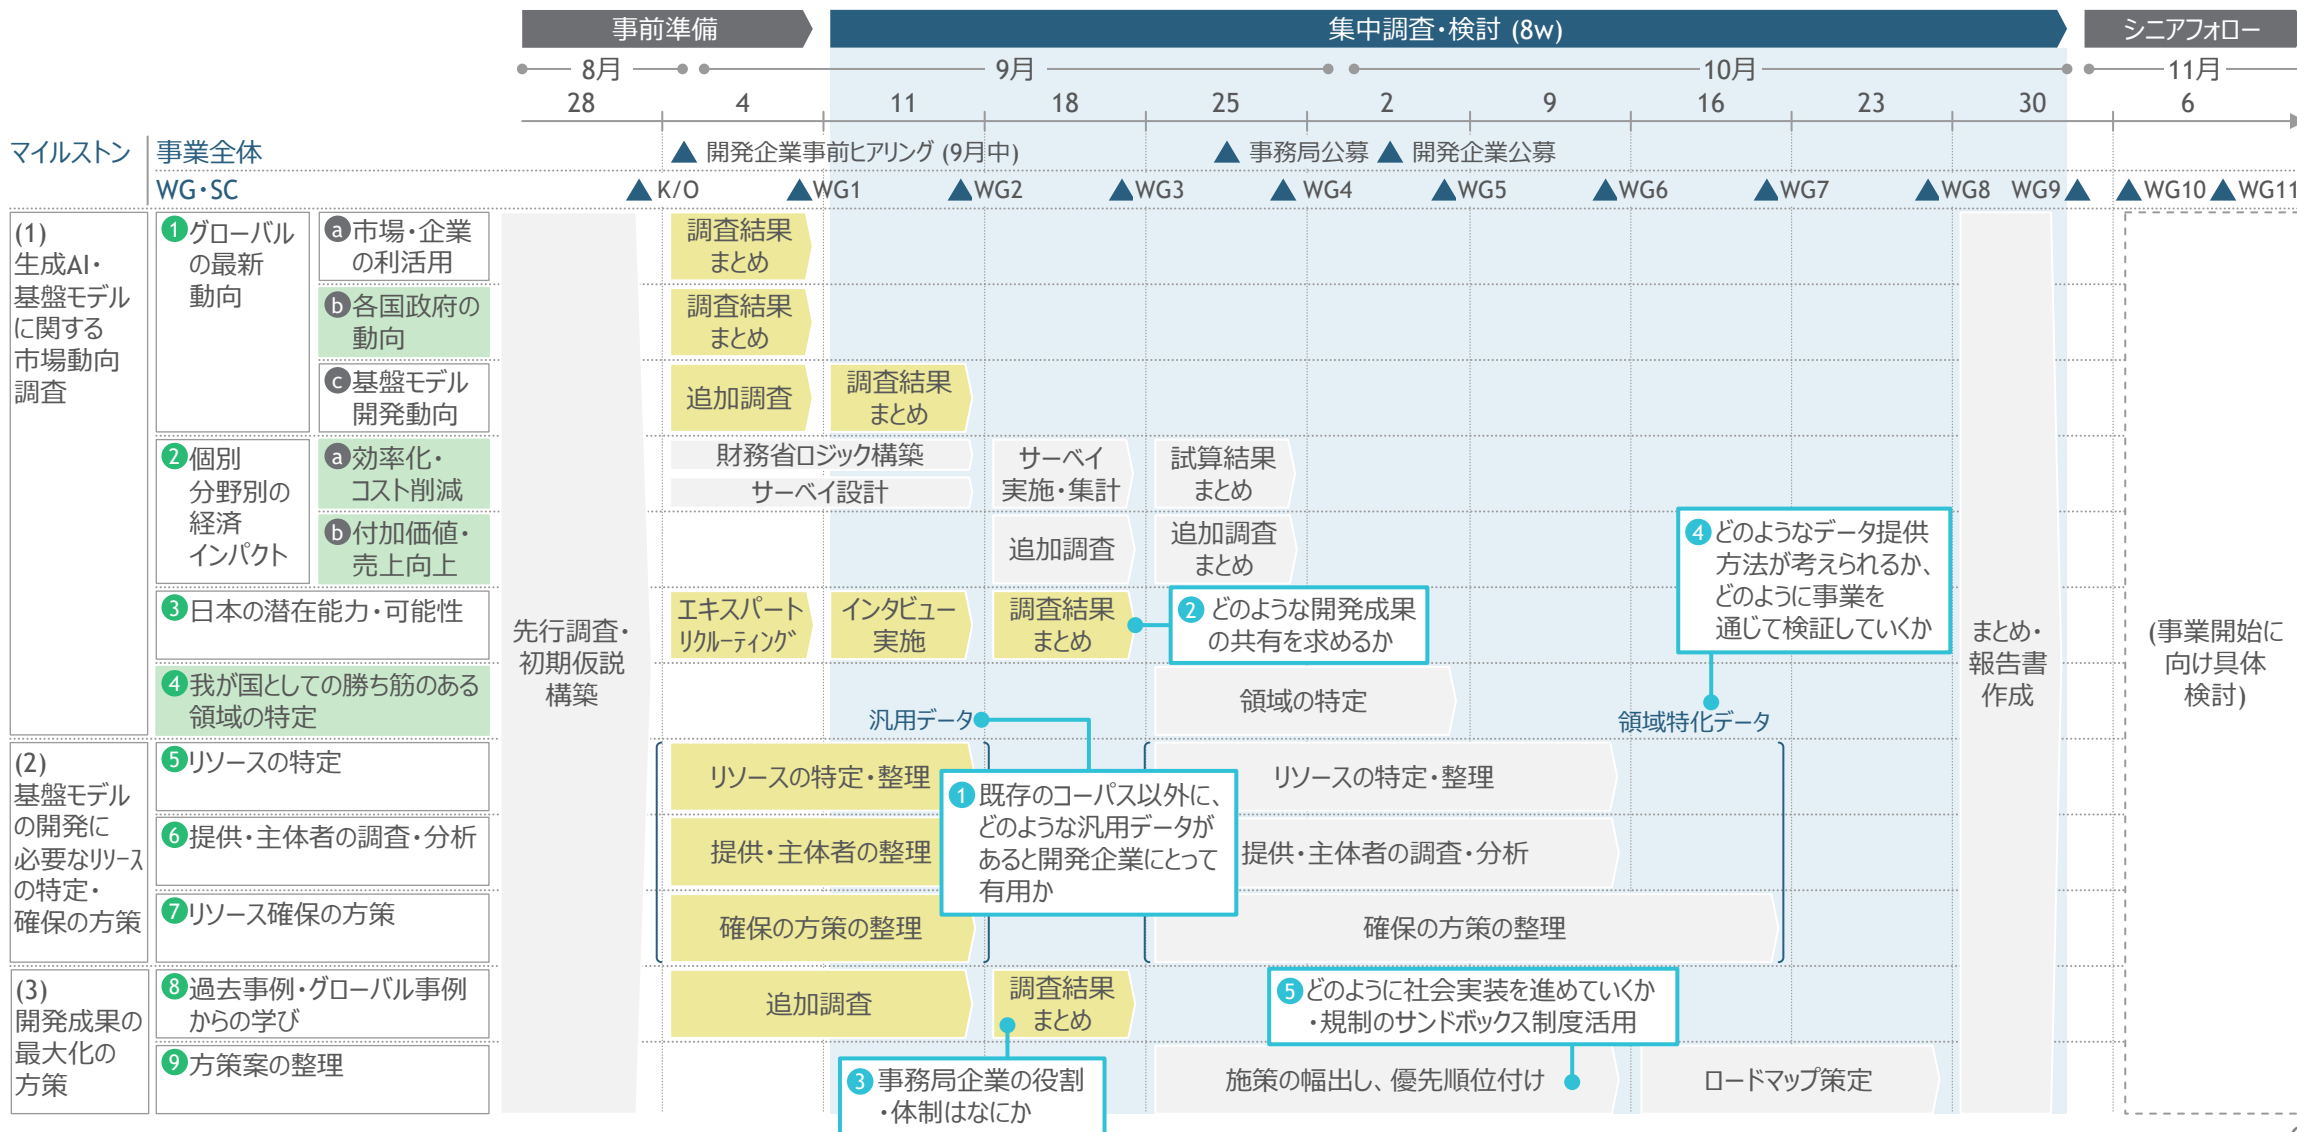 事前準備
集中調査・検討 (8w)
シニアフォロー
8月
9月
10月
11月
28
4
11
18
25
2
9
16
23
30
6
マイルストン
事業全体
▲ 開発企業事前ヒアリング (9月中)
▲ 事務局公募
▲ 開発企業公募
WG・SC
▲K/O
▲WG1
▲WG2
▲WG3
▲WG4
▲WG5
▲WG6
▲WG7
▲WG8
WG9▲
▲WG10
▲WG11
(1)
生成AI・
基盤モデル
に関する
市場動向
調査
1 グローバル
の最新
動向
a 市場・企業
の利活用
調査結果
まとめ
b 各国政府の
動向
調査結果
まとめ
c 基盤モデル
開発動向
追加調査
調査結果
まとめ
2 個別
分野別の
経済
インパクト
a 効率化・
コスト削減
財務省ロジック構築
サーベイ設計
サーベイ
実施・集計
試算結果
まとめ
b 付加価値・
売上向上
追加調査
追加調査
まとめ
3 日本の潜在能力・可能性
エキスパート
リクルーティング
インタビュー
実施
調査結果
まとめ
2 どのような開発成果
の共有を求めるか
4 どのようなデータ提供
方法が考えられるか、
どのように事業を
通じて検証していくか
4 我が国としての勝ち筋のある
領域の特定
領域の特定
先行調査・
初期仮説
構築
まとめ・
報告書
作成
(事業開始に
向け具体
検討)
汎用データ
領域特化データ
(2)
基盤モデル
の開発に
必要なリソース
の特定・
確保の方策
5 リソースの特定
リソースの特定・整理
リソースの特定・整理
1 既存のコーパス以外に、
どのような汎用データが
あると開発企業にとって
有用か
6 提供・主体者の調査・分析
提供・主体者の整理
提供・主体者の調査・分析
7 リソース確保の方策
確保の方策の整理
確保の方策の整理
(3)
開発成果の
最大化の
方策
8 過去事例・グローバル事例
からの学び
追加調査
調査結果
まとめ
5 どのように社会実装を進めていくか
・規制のサンドボックス制度活用
9 方策案の整理
3 事務局企業の役割
・体制はなにか
施策の幅出し、優先順位付け
ロードマップ策定